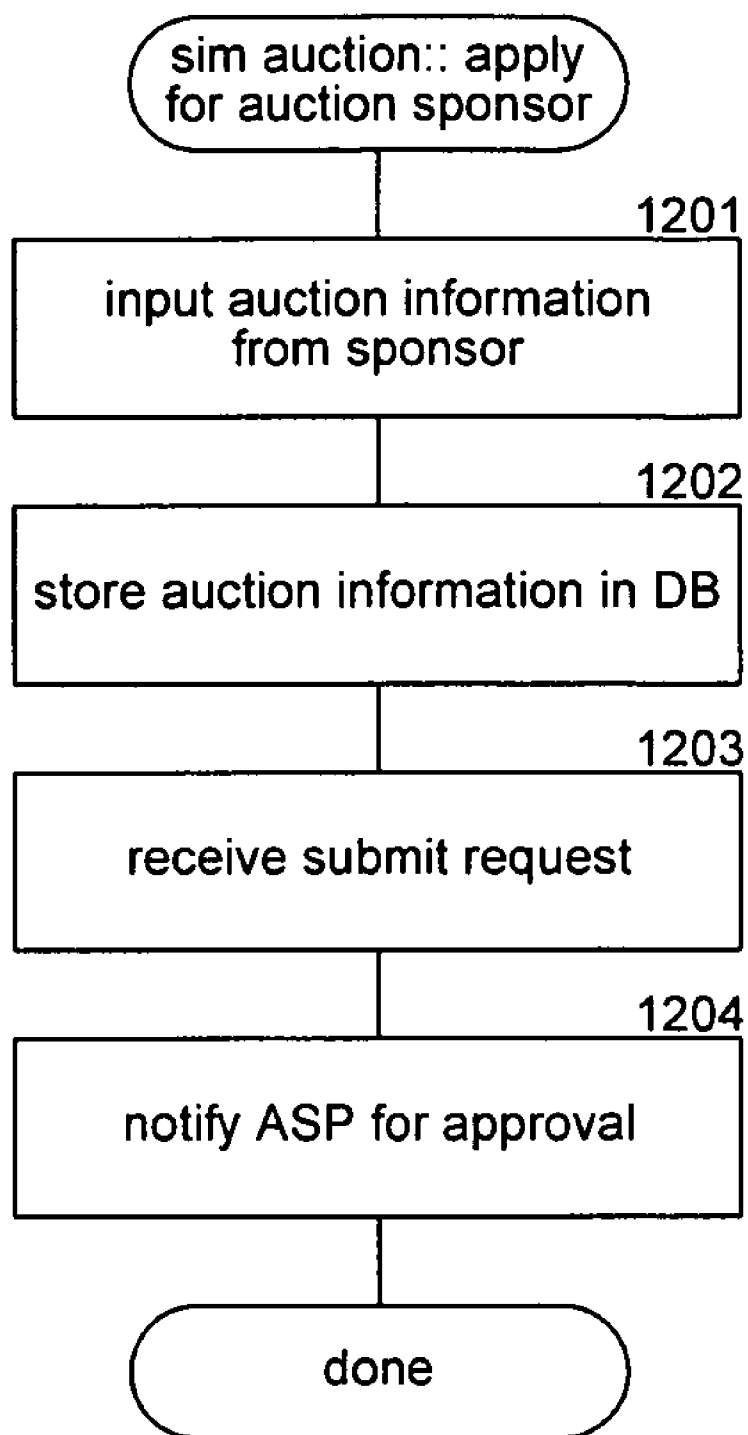 sim auction:: apply
for auction sponsor
1201
input auction information
from sponsor
1202
store auction information in DB
1203
receive submit request
1204
notify ASP for approval
done